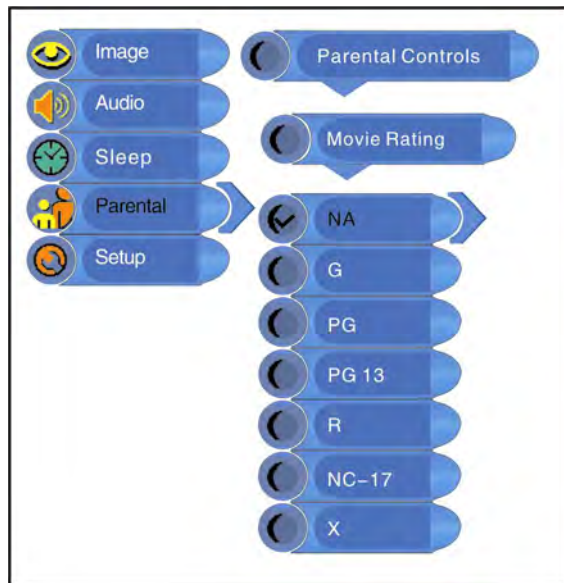 Image
Audio
Sleep
Parental
Setup
Parental Controls
Movie Rating
NA
G
PG
PG 13
R
NC-17
X